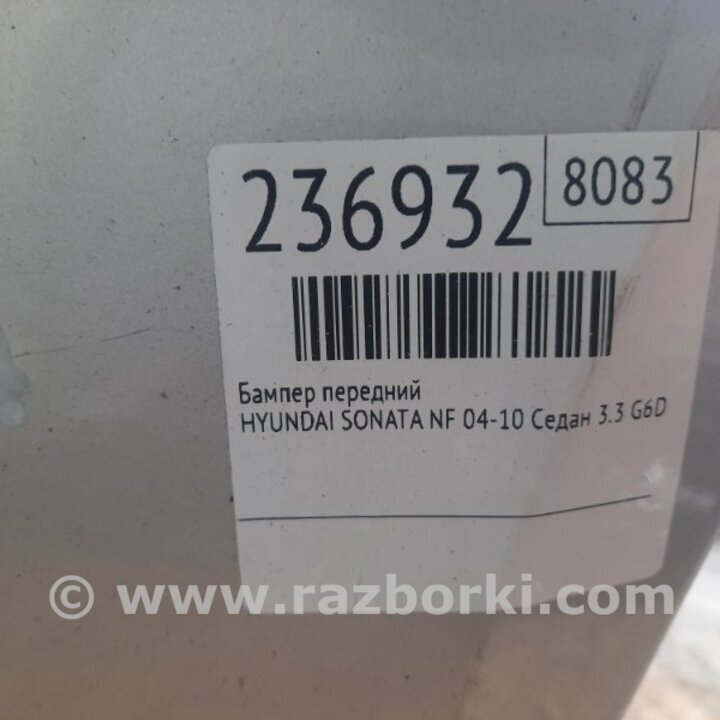 236932
8083
Бампер передний
HYUNDAI SONATA NF 04-10 Седан 3.3 G6D
© www.razborki.com